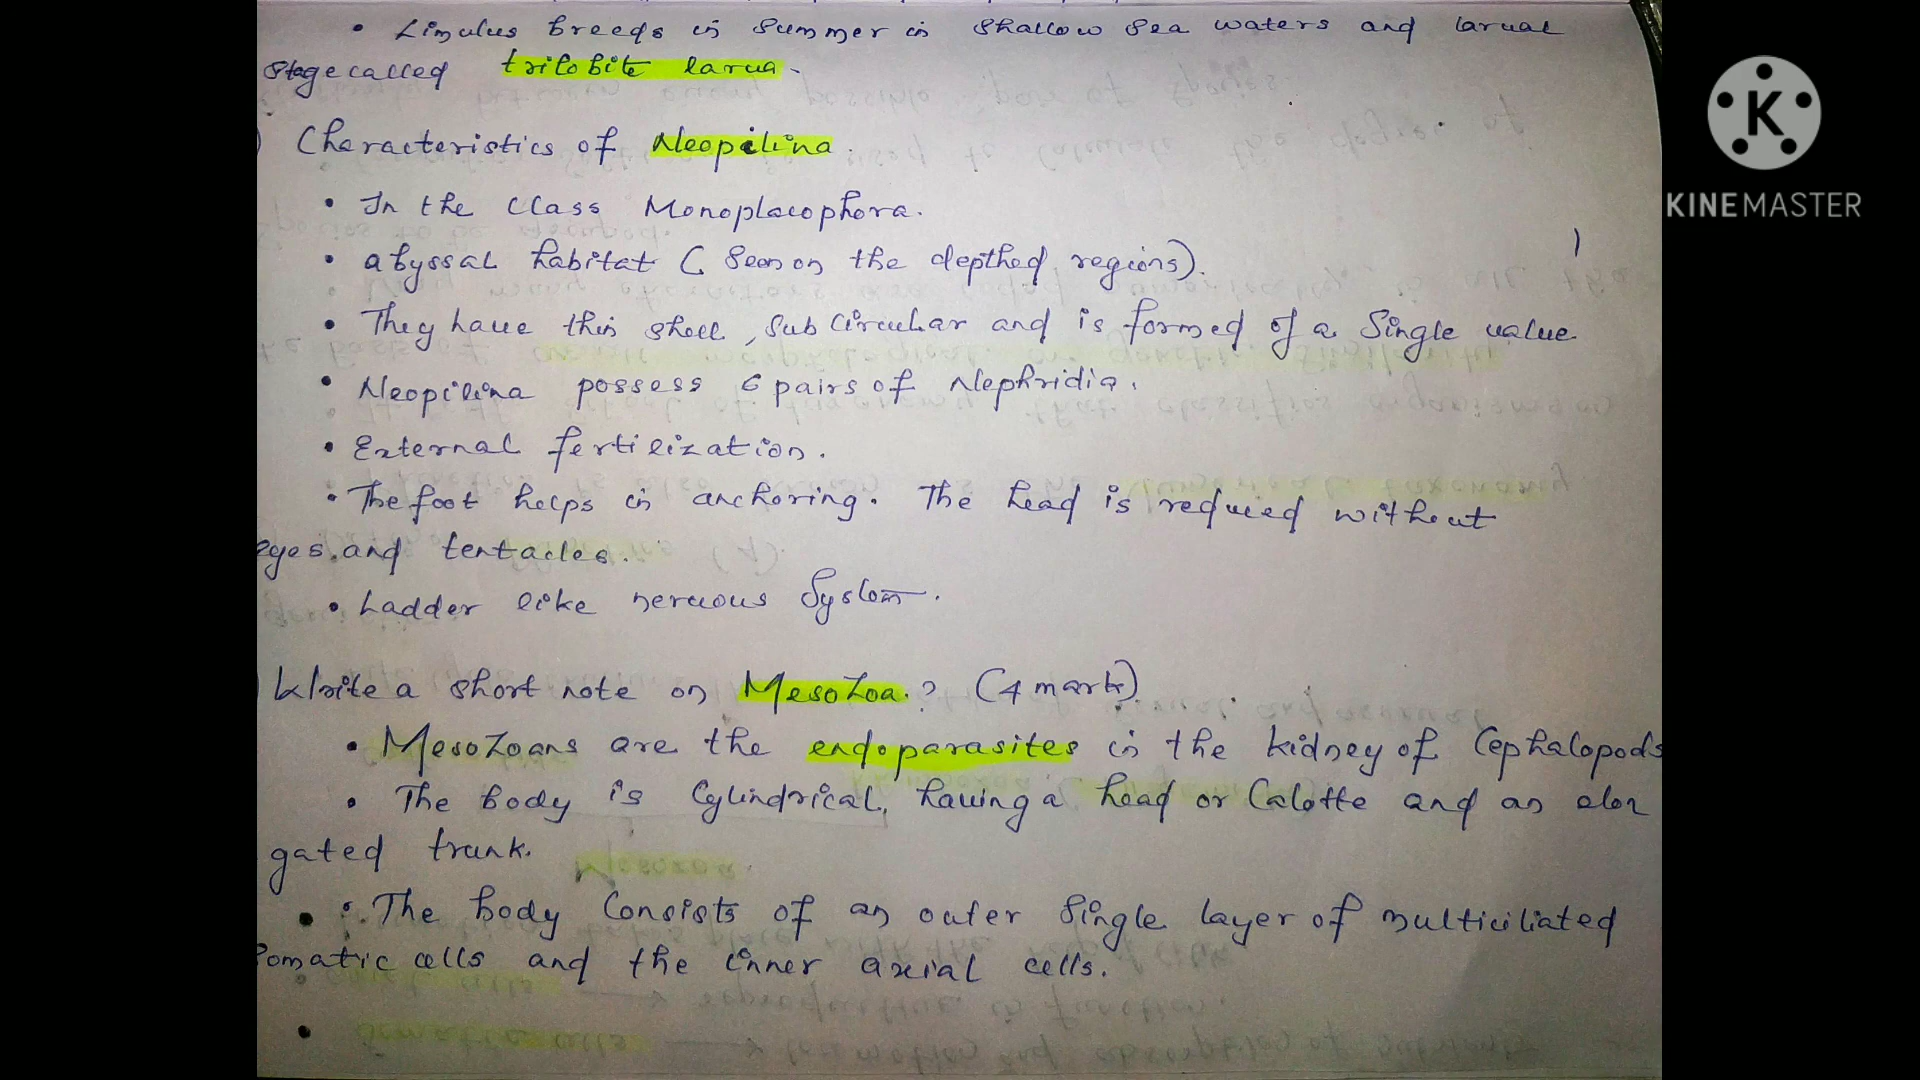 • Limulus breeds in Summer in Shallow Sea waters and larval
Stage called trilobite larva.
) Characteristics of Neopilina.
• In the Class Monoplacophora.
• abyssal habitat (Seen on the depthed regions).
)
• They have thin shell, Sub Circular and is formed of a Single value
• Neopilina possess 6 pairs of Nephridia.
• External fertilization.
• The foot helps in anchoring. The head is reduced without
eyes and tentacles.
• Ladder like nervous System.
) Write a short note on Mesozoa? (4 mark).
• Mesozoans are the endoparasites in the kidney of Cephalopods
• The body is Cylindrical, having a head or Calotte and an elon
gated trunk.
• The body Consists of an outer Single layer of multiciliated
Somatic cells and the inner axial cells.
•
K
KINEMASTER